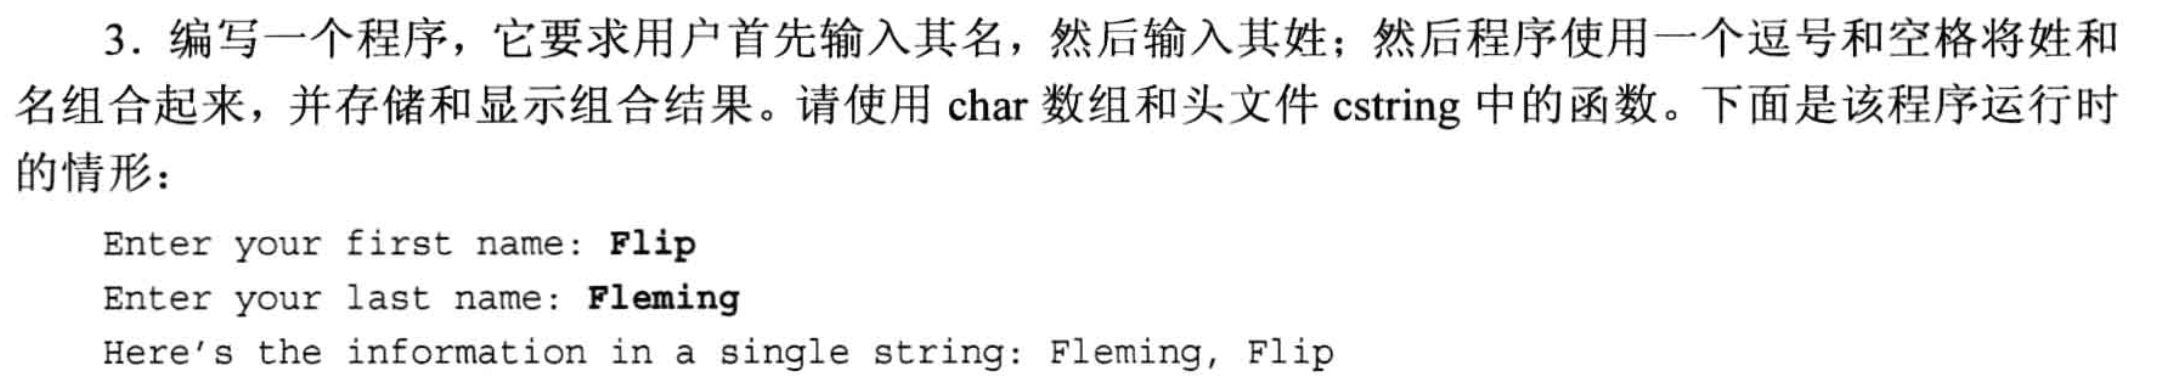 3. 编写一个程序，它要求用户首先输入其名，然后输入其姓；然后程序使用一个逗号和空格将姓和
名组合起来，并存储和显示组合结果。请使用 char 数组和头文件 cstring 中的函数。下面是该程序运行时
的情形：
Enter your first name: Flip
Enter your last name: Fleming
Here's the information in a single string: Fleming, Flip